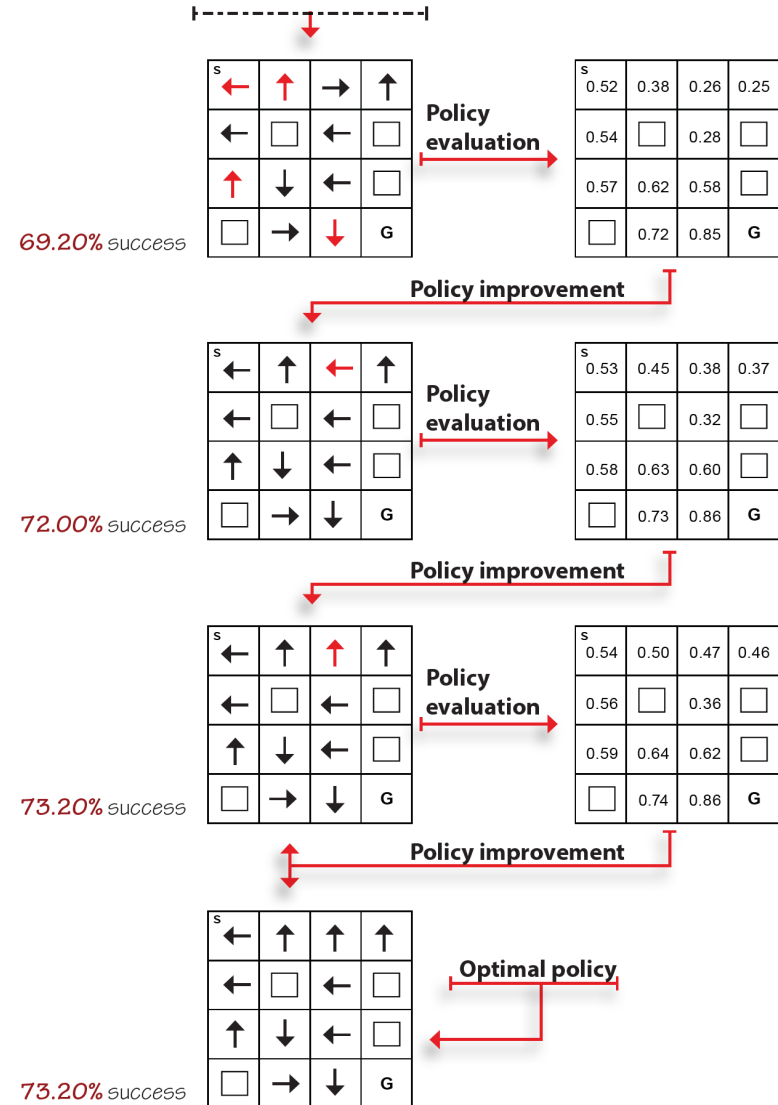 S
Policy
evaluation
S
0.52 0.38 0.26 0.25
0.54 0.28
0.57 0.62 0.58
69.20% success
G
0.72 0.85 G
Policy improvement
S
Policy
evaluation
S
0.53 0.45 0.38 0.37
0.55 0.32
0.58 0.63 0.60
72.00% success
G
0.73 0.86 G
Policy improvement
S
Policy
evaluation
S
0.54 0.50 0.47 0.46
0.56 0.36
0.59 0.64 0.62
73.20% success
G
0.74 0.86 G
Policy improvement
S
Optimal policy
73.20% success
G